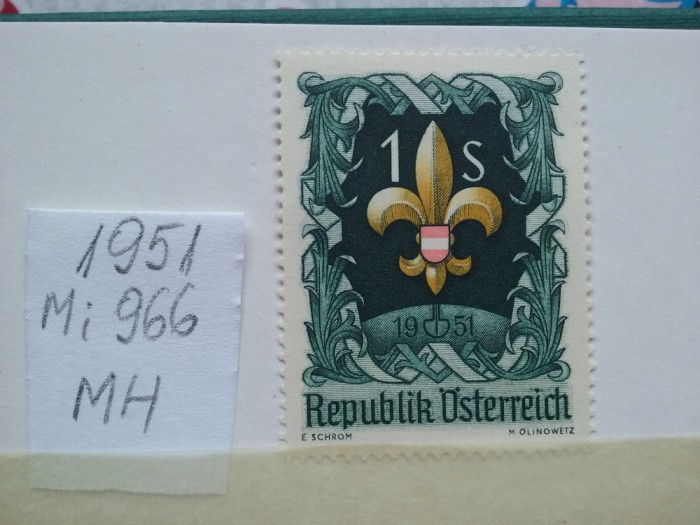 1951
Mi 966
MH
1 S
1951
Republik Österreich
E SCHROM M OLINOWETZ